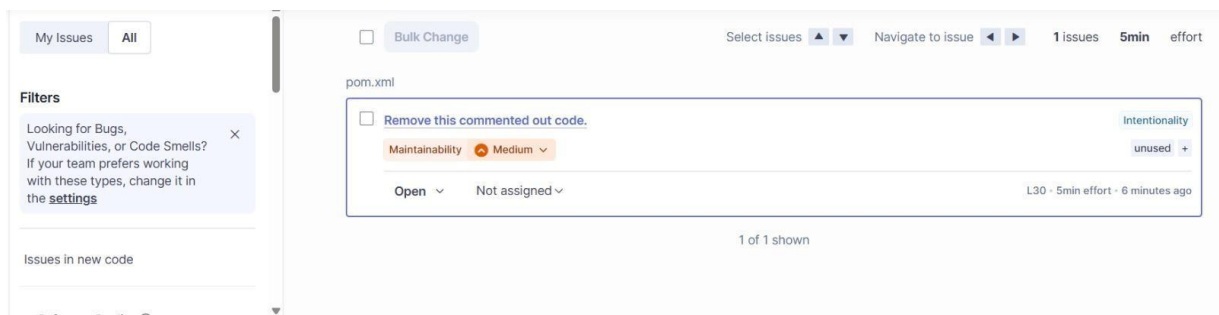 My Issues All
Bulk Change
Select issues Navigate to issue 1 issues 5min effort
pom.xml
Filters
Looking for Bugs,
Vulnerabilities, or Code Smells?
If your team prefers working
with these types, change it in
the settings
Issues in new code
Remove this commented out code.
Intentionality
Maintainability Medium
unused +
Open Not assigned
L30 • 5min effort • 6 minutes ago
1 of 1 shown